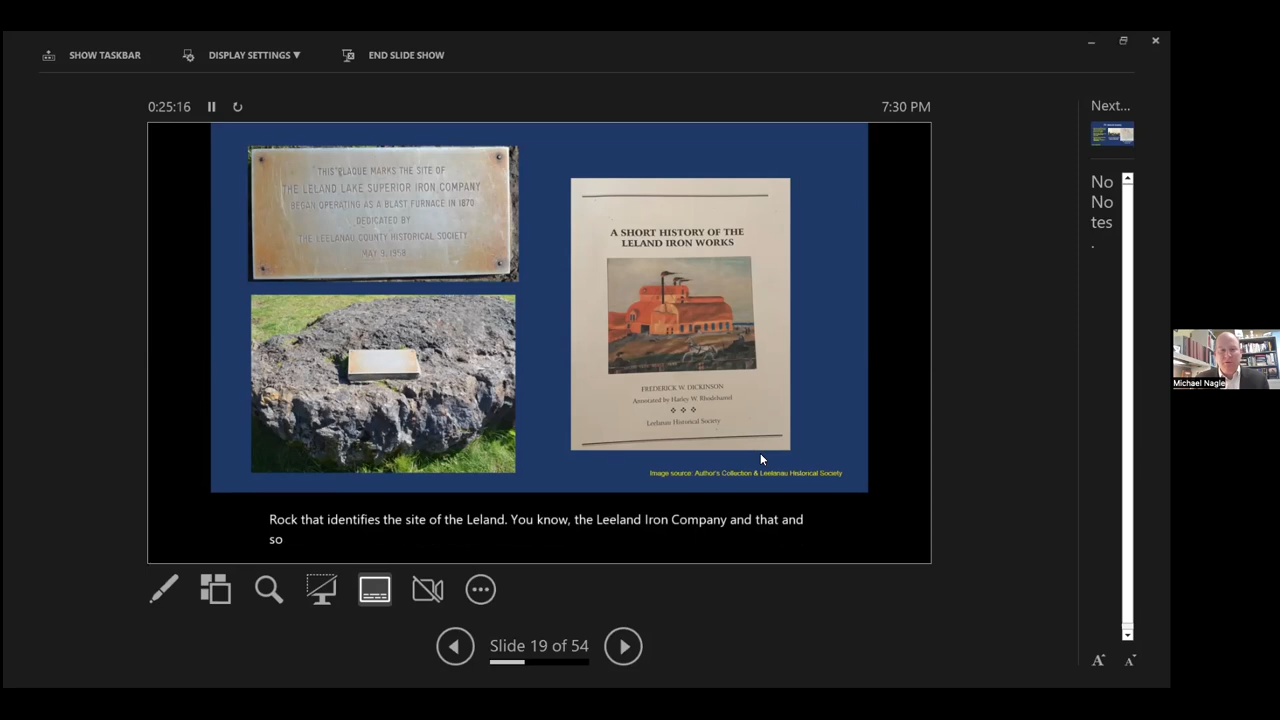 SHOW TASKBAR
DISPLAY SETTINGS ▼
END SLIDE SHOW
0:25:16
7:30 PM
Next...
THIS PLAQUE MARKS THE SITE OF
THE LELAND LAKE SUPERIOR IRON COMPANY
BEGAN OPERATING AS A BLAST FURNACE IN 1870
DEDICATED BY
THE LEELANAU COUNTY HISTORICAL SOCIETY
MAY 9, 1958
A SHORT HISTORY OF THE
LELAND IRON WORKS
FREDERICK W. DICKINSON
Annotated by Harley W. Rhodehamel
Leelanau Historical Society
Image source: Author's Collection & Leelanau Historical Society
Rock that identifies the site of the Leland. You know, the Leeland Iron Company and that and
so
No
No
tes
.
Michael Nagle
Slide 19 of 54
A
A